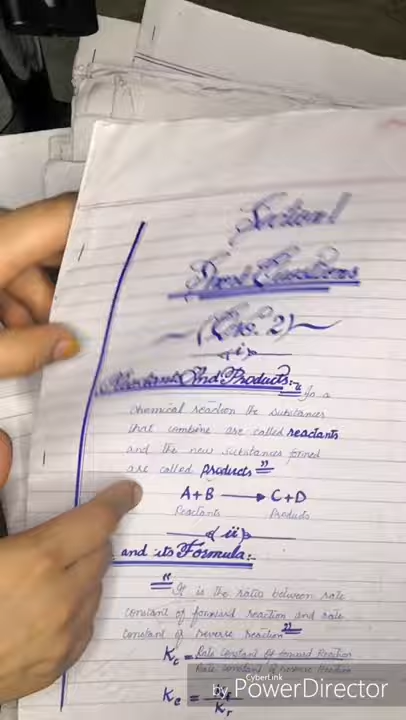 Section I
Short Questions
(Qno. 2)
i
Reactants And Products:-
" In a
chemical reaction the substances
that combine are called reactants
and the new substances formed
are called products "
A + B → C + D
Reactants Products
ii
and its Formula:-
" It is the ratio between rate
constant of forward reaction and rate
constant of reverse reaction "
Kc = Rate Constant Of forward Reaction
Rate Constant of reverse Reaction
Kc =
Kr
CyberLink
by PowerDirector